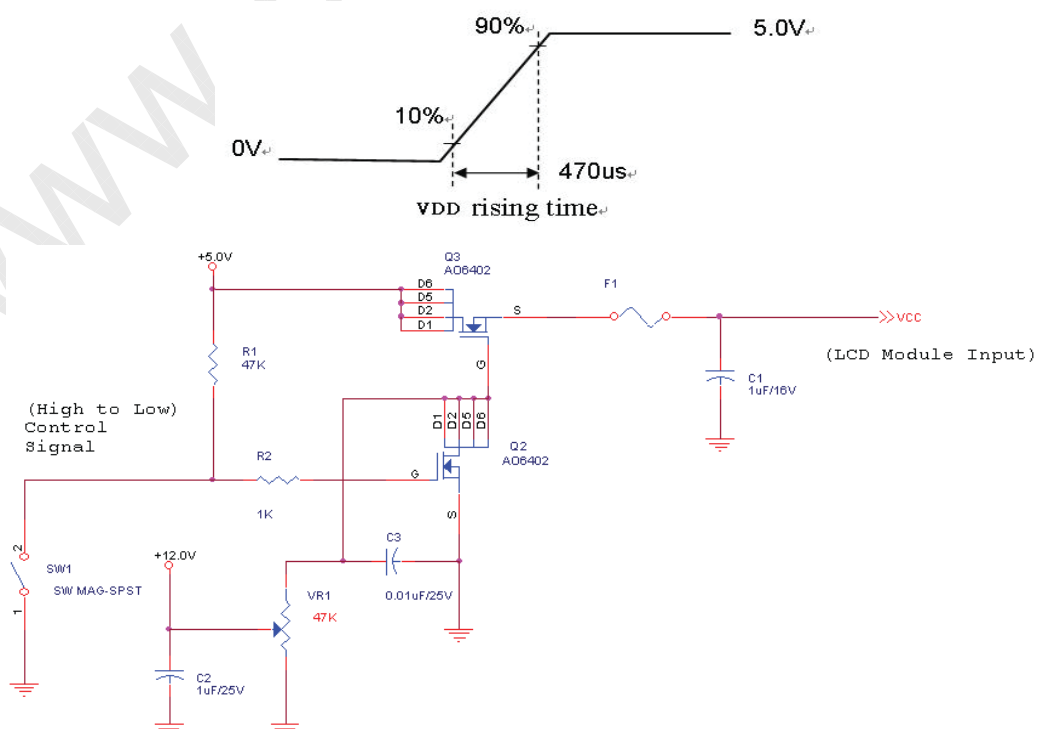 90%
5.0V
10%
0V
470us
VDD rising time
+5.0V
Q3
AO6402
D6
D5
D2
D1
S
G
F1
VCC
(LCD Module Input)
R1
47K
C1
1uF/16V
(High to Low)
Control
Signal
D1
D2
D5
D6
Q2
AO6402
R2
1K
G
S
C3
0.01uF/25V
2
SW1
SW MAG-SPST
1
+12.0V
VR1
47K
C2
1uF/25V